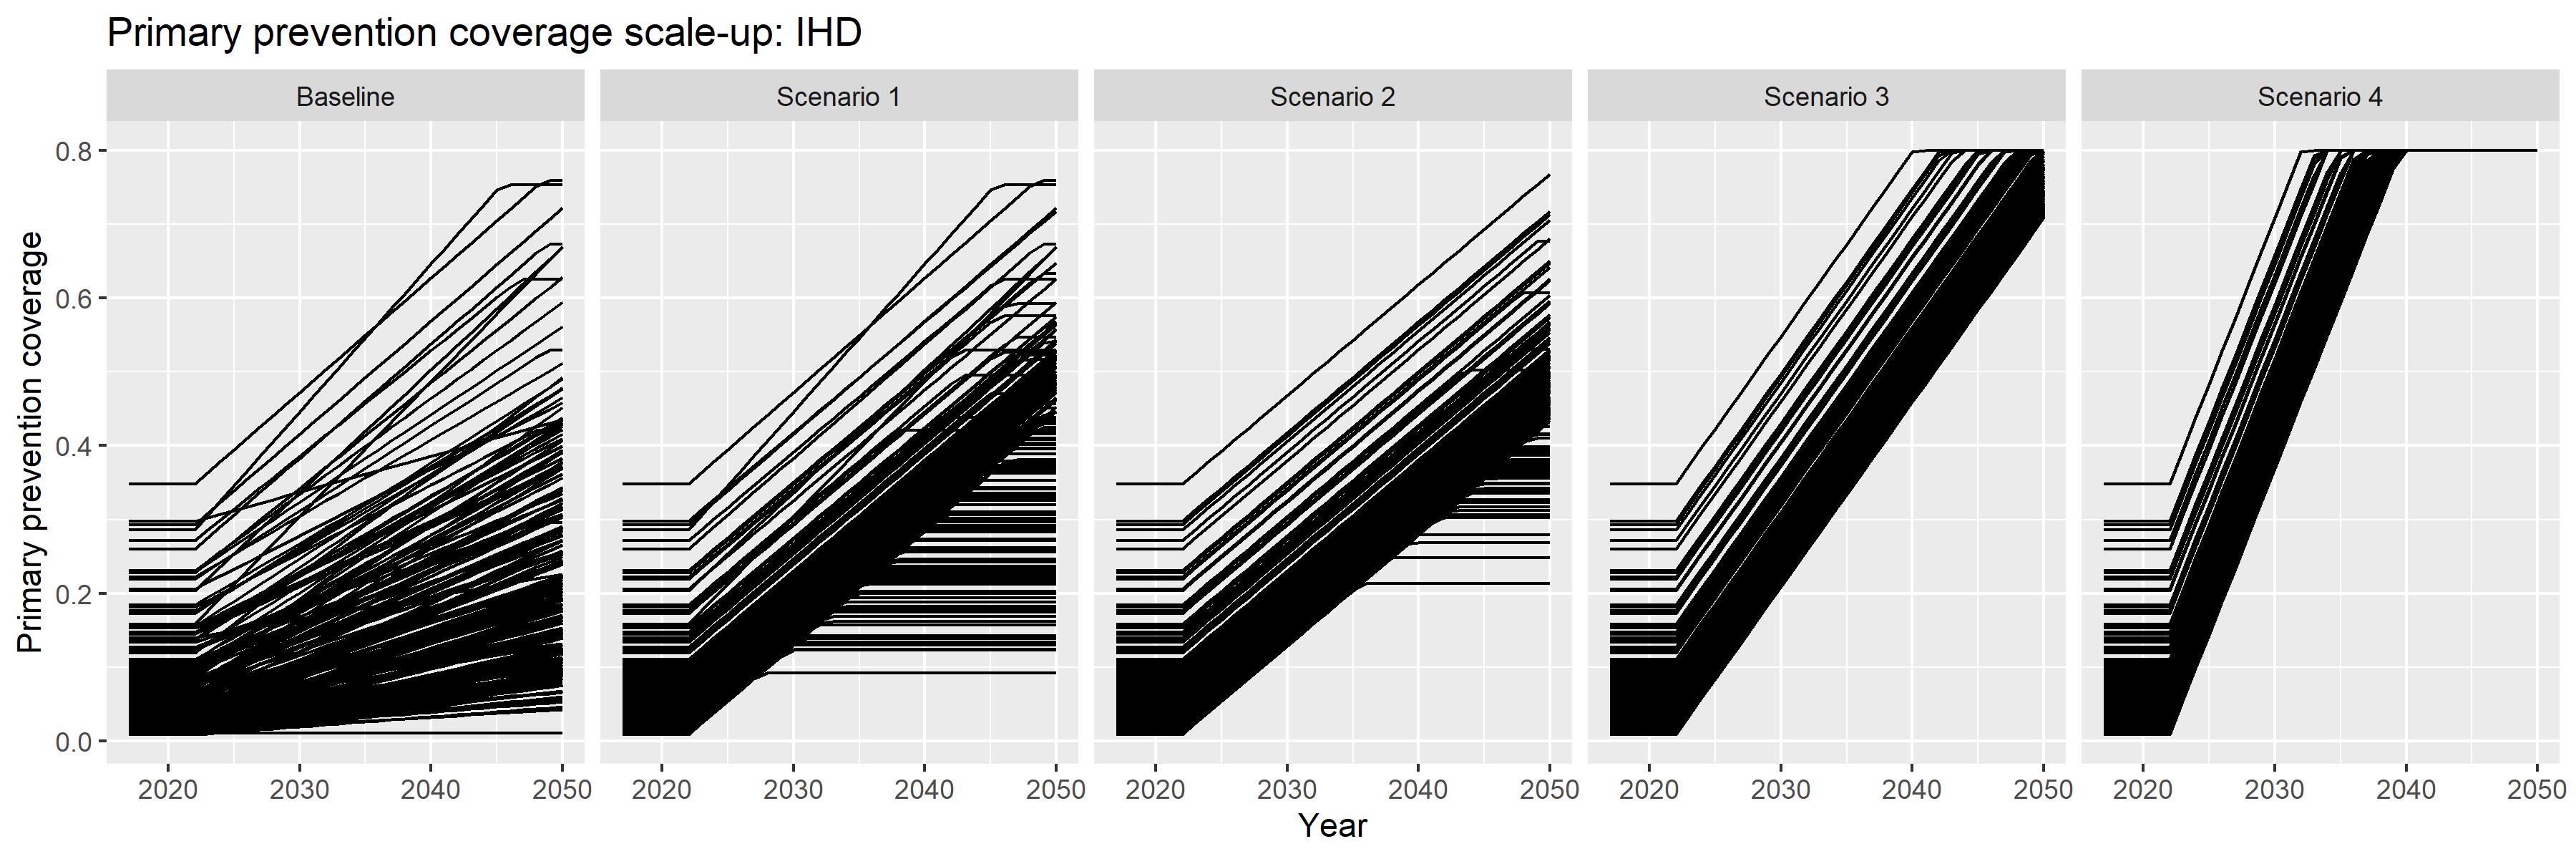 Primary prevention coverage scale-up: IHD
Baseline Scenario 1 Scenario 2 Scenario 3 Scenario 4
Primary prevention coverage
0.8
0.6
0.4
0.2
0.0
2020 2030 2040 2050 2020 2030 2040 2050 2020 2030 2040 2050 2020 2030 2040 2050 2020 2030 2040 2050
Year